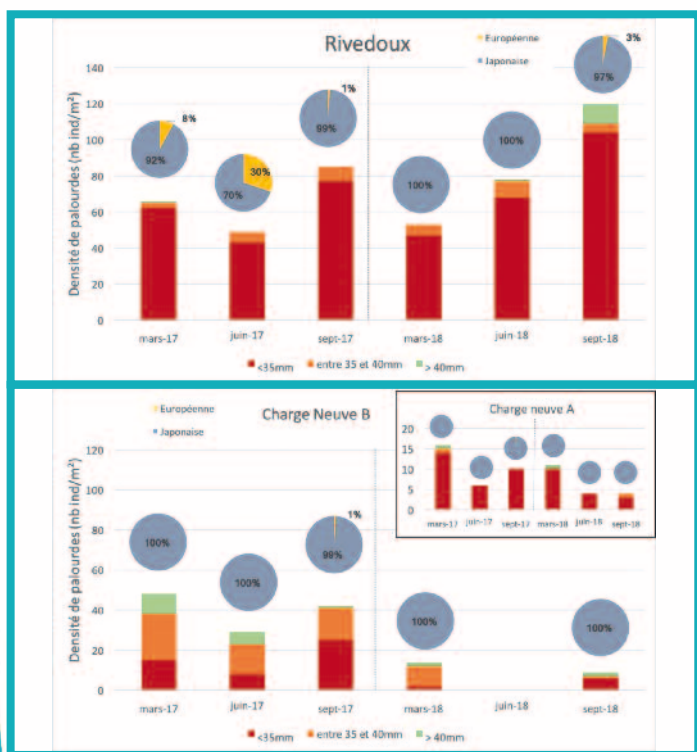 Rivedoux
Européenne
Japonaise
Densité de palourdes (nb ind/m²)
140
120
100
80
60
40
20
0
8%
92%
30%
70%
1%
99%
100%
100%
3%
97%
mars-17
juin-17
sept-17
mars-18
juin-18
sept-18
<35mm
entre 35 et 40mm
> 40mm
Charge Neuve B
Européenne
Japonaise
Densité de palourdes (nb ind/m²)
120
100
80
60
40
20
0
100%
100%
1%
99%
100%
100%
mars-17
juin-17
sept-17
mars-18
juin-18
sept-18
<35mm
entre 35 et 40mm
> 40mm
Charge neuve A
20
15
10
5
0
mars-17
juin-17
sept-17
mars-18
juin-18
sept-18